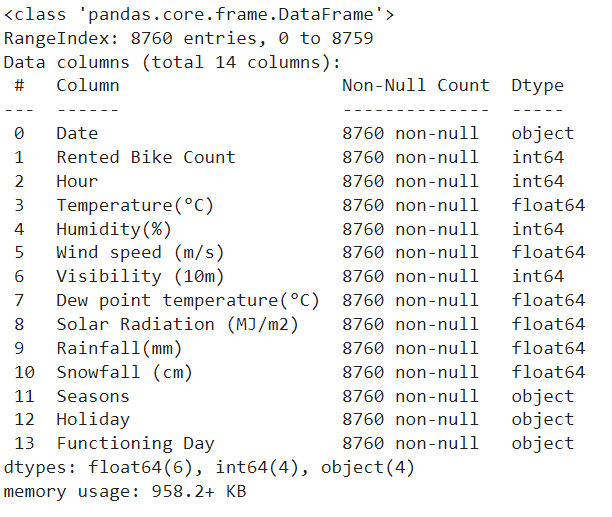 <class 'pandas.core.frame.DataFrame'>
RangeIndex: 8760 entries, 0 to 8759
Data columns (total 14 columns):
 #   Column                     Non-Null Count  Dtype
---  ------                     --------------  -----
 0   Date                       8760 non-null   object
 1   Rented Bike Count          8760 non-null   int64
 2   Hour                       8760 non-null   int64
 3   Temperature(°C)            8760 non-null   float64
 4   Humidity(%)                8760 non-null   int64
 5   Wind speed (m/s)           8760 non-null   float64
 6   Visibility (10m)           8760 non-null   int64
 7   Dew point temperature(°C)  8760 non-null   float64
 8   Solar Radiation (MJ/m2)    8760 non-null   float64
 9   Rainfall(mm)               8760 non-null   float64
 10  Snowfall (cm)              8760 non-null   float64
 11  Seasons                    8760 non-null   object
 12  Holiday                    8760 non-null   object
 13  Functioning Day            8760 non-null   object
dtypes: float64(6), int64(4), object(4)
memory usage: 958.2+ KB